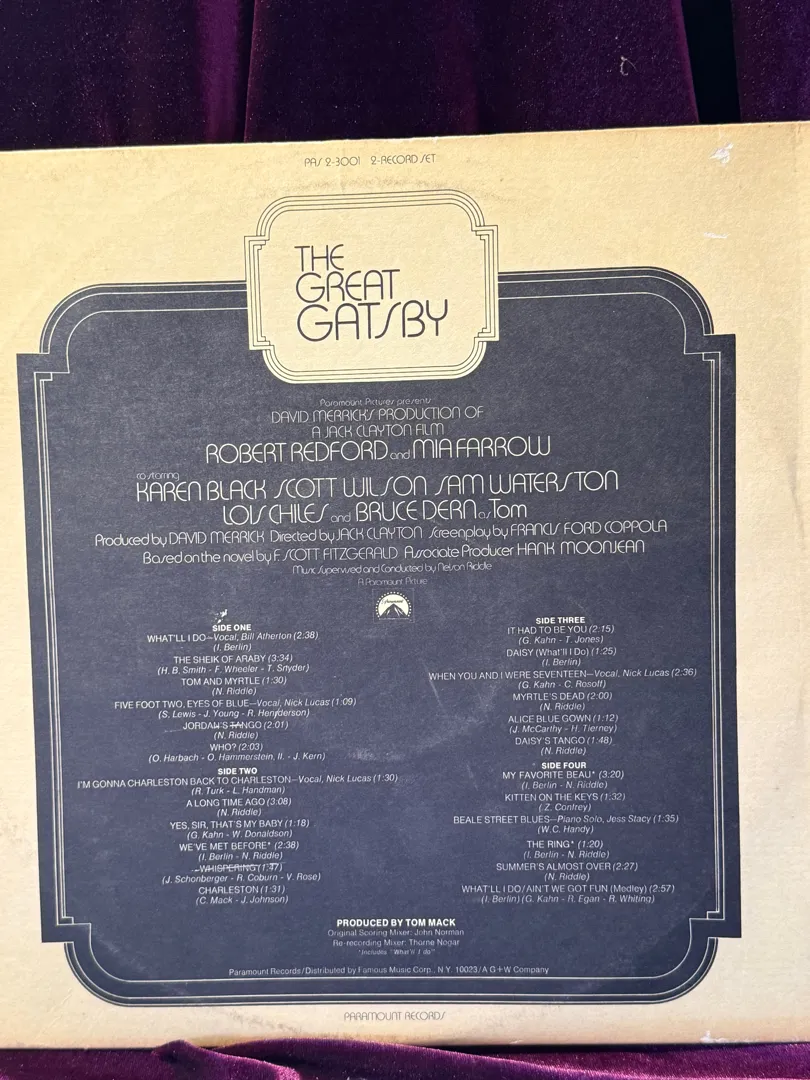 PAS 2-3001 2-RECORD SET
THE
GREAT
GATSBY
Paramount Pictures presents
DAVID MERRICK'S PRODUCTION OF
A JACK CLAYTON FILM
ROBERT REDFORD and MIA FARROW
co starring
KAREN BLACK SCOTT WILSON SAM WATERSTON
LOIS CHILES and BRUCE DERN as Tom
Produced by DAVID MERRICK Directed by JACK CLAYTON Screenplay by FRANCIS FORD COPPOLA
Based on the novel by F. SCOTT FITZGERALD Associate Producer HANK MOONJEAN
Music Supervised and Conducted by Nelson Riddle
A Paramount Picture
Paramount
SIDE ONE
WHAT'LL I DO—Vocal, Bill Atherton (2:38)
(I. Berlin)
THE SHEIK OF ARABY (3:34)
(H. B. Smith - F. Wheeler - T. Snyder)
TOM AND MYRTLE (1:30)
(N. Riddle)
FIVE FOOT TWO, EYES OF BLUE—Vocal, Nick Lucas (1:09)
(S. Lewis - J. Young - R. Henderson)
JORDAN'S TANGO (2:01)
(N. Riddle)
WHO? (2:03)
(O. Harbach - O. Hammerstein, II. - J. Kern)
SIDE TWO
I'M GONNA CHARLESTON BACK TO CHARLESTON—Vocal, Nick Lucas (1:30)
(R. Turk - L. Handman)
A LONG TIME AGO (3:08)
(N. Riddle)
YES, SIR, THAT'S MY BABY (1:18)
(G. Kahn - W. Donaldson)
WE'VE MET BEFORE* (2:38)
(I. Berlin - N. Riddle)
WHISPERING (1:47)
(J. Schonberger - R. Coburn - V. Rose)
CHARLESTON (1:31)
(C. Mack - J. Johnson)
SIDE THREE
IT HAD TO BE YOU (2:15)
(G. Kahn - T. Jones)
DAISY (What'll I Do) (1:25)
(I. Berlin)
WHEN YOU AND I WERE SEVENTEEN—Vocal, Nick Lucas (2:36)
(G. Kahn - C. Rosoff)
MYRTLE'S DEAD (2:00)
(N. Riddle)
ALICE BLUE GOWN (1:12)
(J. McCarthy - H. Tierney)
DAISY'S TANGO (1:48)
(N. Riddle)
SIDE FOUR
MY FAVORITE BEAU* (3:20)
(I. Berlin - N. Riddle)
KITTEN ON THE KEYS (1:32)
(Z. Confrey)
BEALE STREET BLUES—Piano Solo, Jess Stacy (1:35)
(W.C. Handy)
THE RING* (1:20)
(I. Berlin - N. Riddle)
SUMMER'S ALMOST OVER (2:27)
(N. Riddle)
WHAT'LL I DO/AIN'T WE GOT FUN (Medley) (2:57)
(I. Berlin) (G. Kahn - R. Egan - R. Whiting)
PRODUCED BY TOM MACK
Original Scoring Mixer: John Norman
Re-recording Mixer: Thorne Nogar
*Includes "What'll I do"
Paramount Records/Distributed by Famous Music Corp., N.Y. 10023/A G+W Company
PARAMOUNT RECORDS